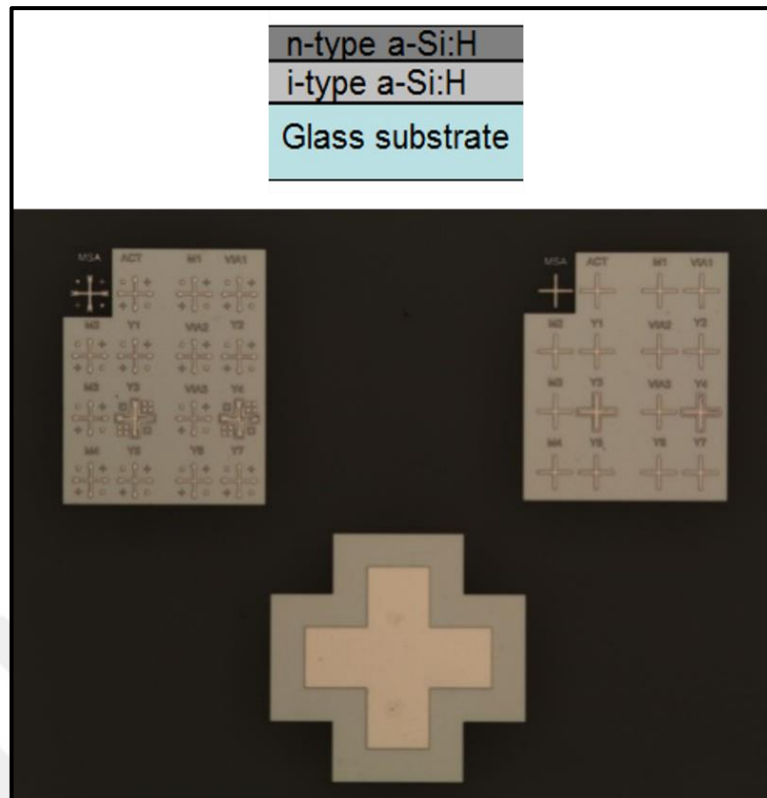 n-type a-Si:H
i-type a-Si:H
Glass substrate
MSA ACT M1 VIA1
M2 Y1 VIA2 Y2
M3 Y3 VIA3 Y4
M4 Y5 Y6 Y7
MSA ACT M1 VIA1
M2 Y1 VIA2 Y2
M3 Y3 VIA3 Y4
M4 Y5 Y6 Y7